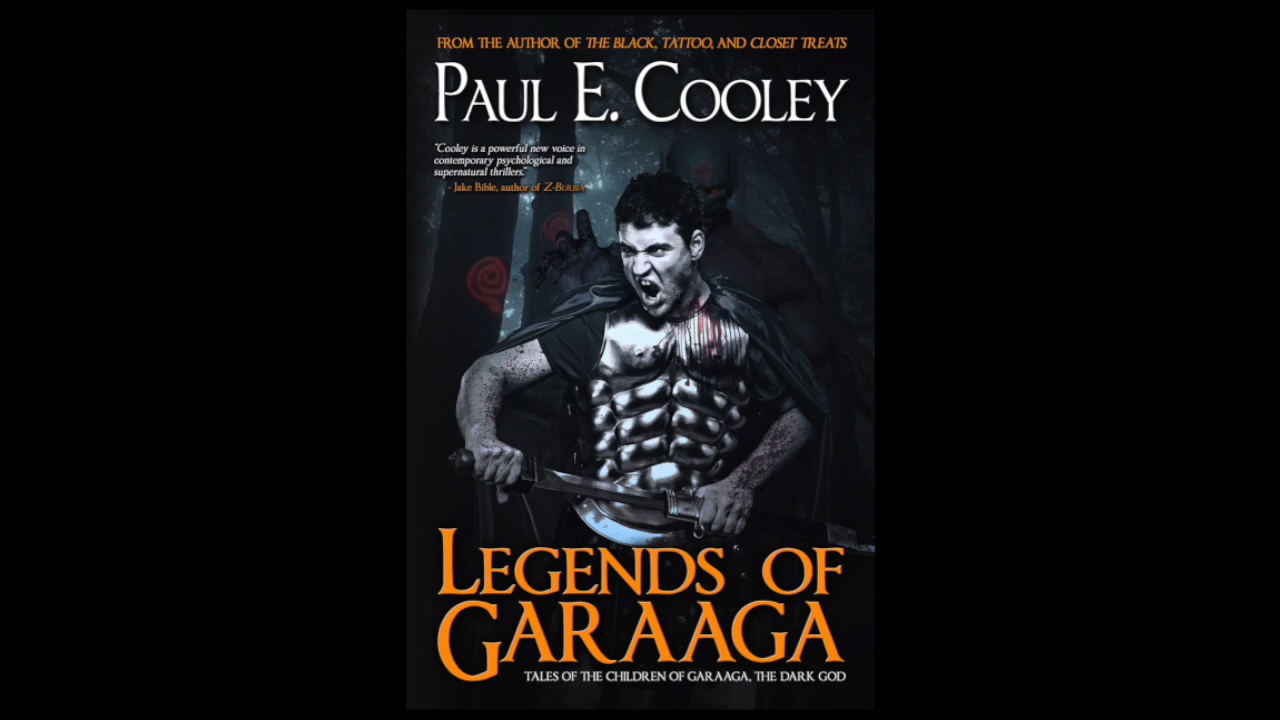 FROM THE AUTHOR OF THE BLACK, TATTOO, AND CLOSET TREATS
PAUL E. COOLEY
"Cooley is a powerful new voice in
contemporary psychological and
supernatural thrillers."
- Jake Bible, author of Z-BURBIA
LEGENDS OF
GARAAGA
TALES OF THE CHILDREN OF GARAAGA, THE DARK GOD